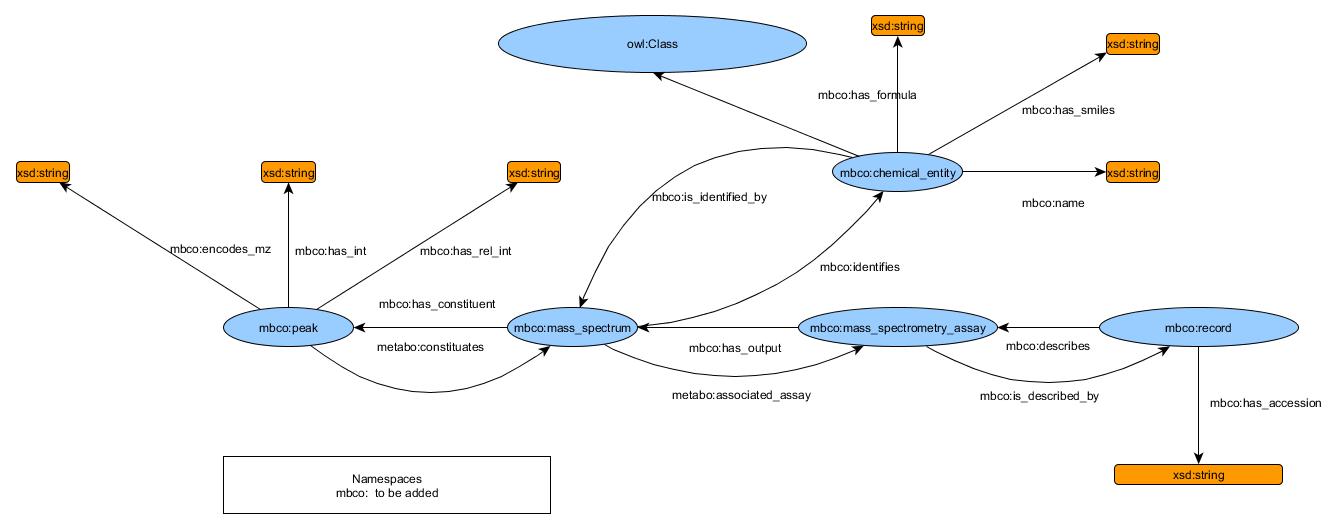 xsd:string
owl:Class
xsd:string
mbco:has_formula
mbco:has_smiles
xsd:string
xsd:string
xsd:string
mbco:chemical_entity
xsd:string
mbco:is_identified_by
mbco:name
mbco:encodes_mz
mbco:has_int
mbco:has_rel_int
mbco:identifies
mbco:has_constituent
mbco:peak
mbco:mass_spectrum
mbco:mass_spectrometry_assay
mbco:record
metabo:constituates
mbco:has_output
mbco:describes
metabo:associated_assay
mbco:is_described_by
mbco:has_accession
xsd:string
Namespaces
mbco:  to be added